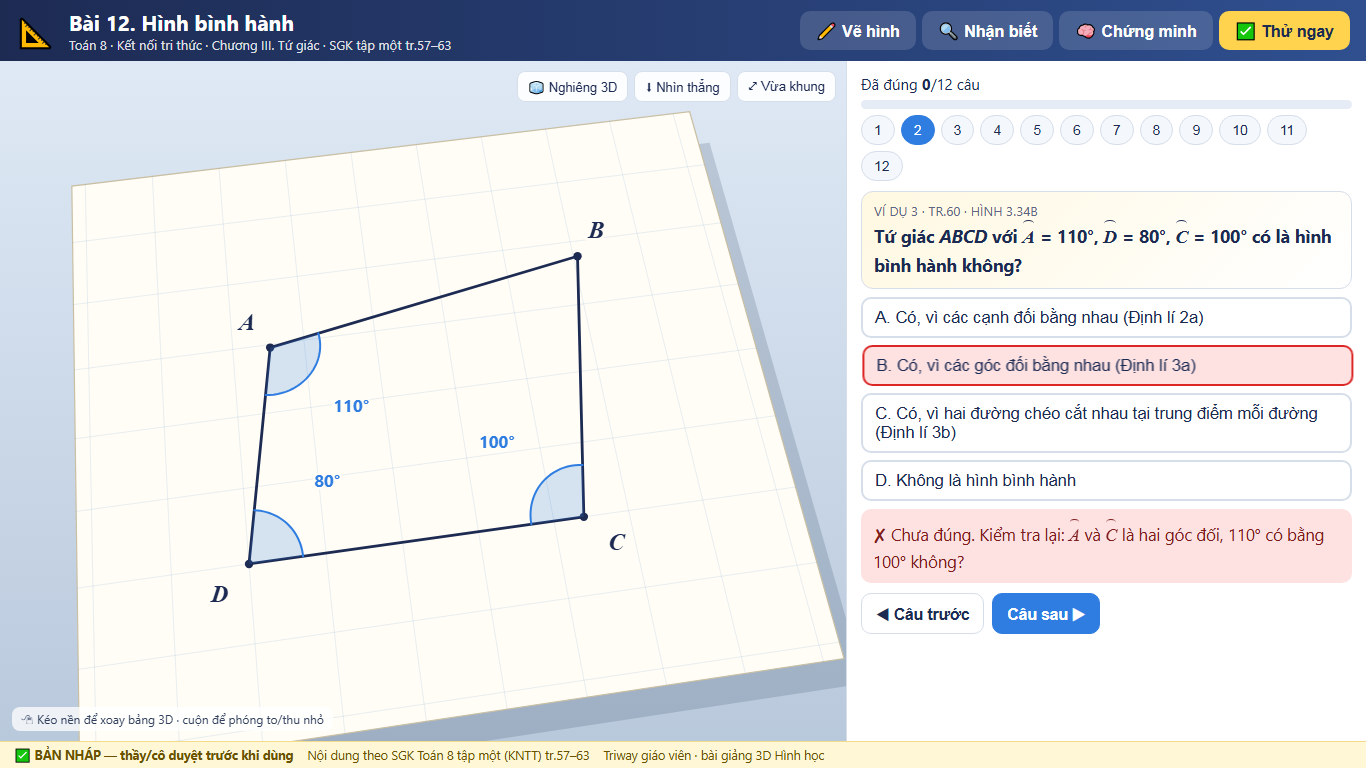 Bài 12. Hình bình hành
Toán 8 · Kết nối tri thức · Chương III. Tứ giác · SGK tập một tr.57–63
✏️ Vẽ hình
🔍 Nhận biết
🧠 Chứng minh
✅ Thử ngay
🧊 Nghiêng 3D
⬇ Nhìn thẳng
⤢ Vừa khung
A
B
C
D
110°
100°
80°
Kéo nền để xoay bảng 3D · cuộn để phóng to/thu nhỏ
Đã đúng 0/12 câu
1 2 3 4 5 6 7 8 9 10 11
12
VÍ DỤ 3 · TR.60 · HÌNH 3.34B
Tứ giác ABCD với A͡ = 110°, D͡ = 80°, C͡ = 100° có là hình
bình hành không?
A. Có, vì các cạnh đối bằng nhau (Định lí 2a)
B. Có, vì các góc đối bằng nhau (Định lí 3a)
C. Có, vì hai đường chéo cắt nhau tại trung điểm mỗi đường
(Định lí 3b)
D. Không là hình bình hành
✗ Chưa đúng. Kiểm tra lại: A͡ và C͡ là hai góc đối, 110° có bằng
100° không?
◀ Câu trước
Câu sau ▶
✅ BẢN NHÁP — thầy/cô duyệt trước khi dùng Nội dung theo SGK Toán 8 tập một (KNTT) tr.57–63 Triway giáo viên · bài giảng 3D Hình học